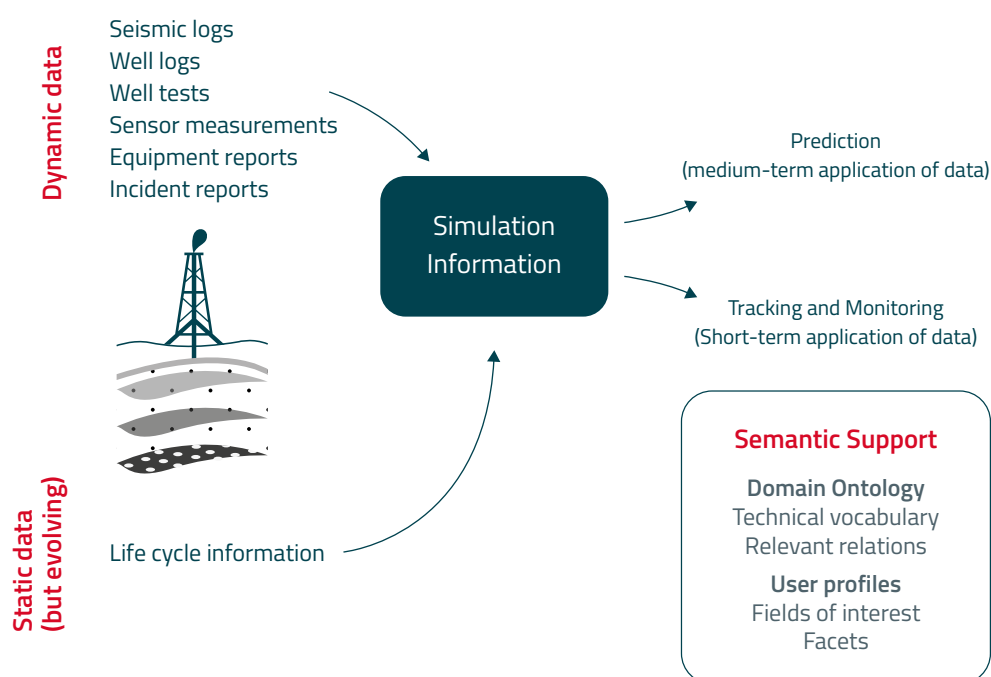 Dynamic data
Seismic logs
Well logs
Well tests
Sensor measurements
Equipment reports
Incident reports
Simulation
Information
Prediction
(medium-term application of data)
Tracking and Monitoring
(Short-term application of data)
Static data
(but evolving)
Life cycle information
Semantic Support
Domain Ontology
Technical vocabulary
Relevant relations
User profiles
Fields of interest
Facets